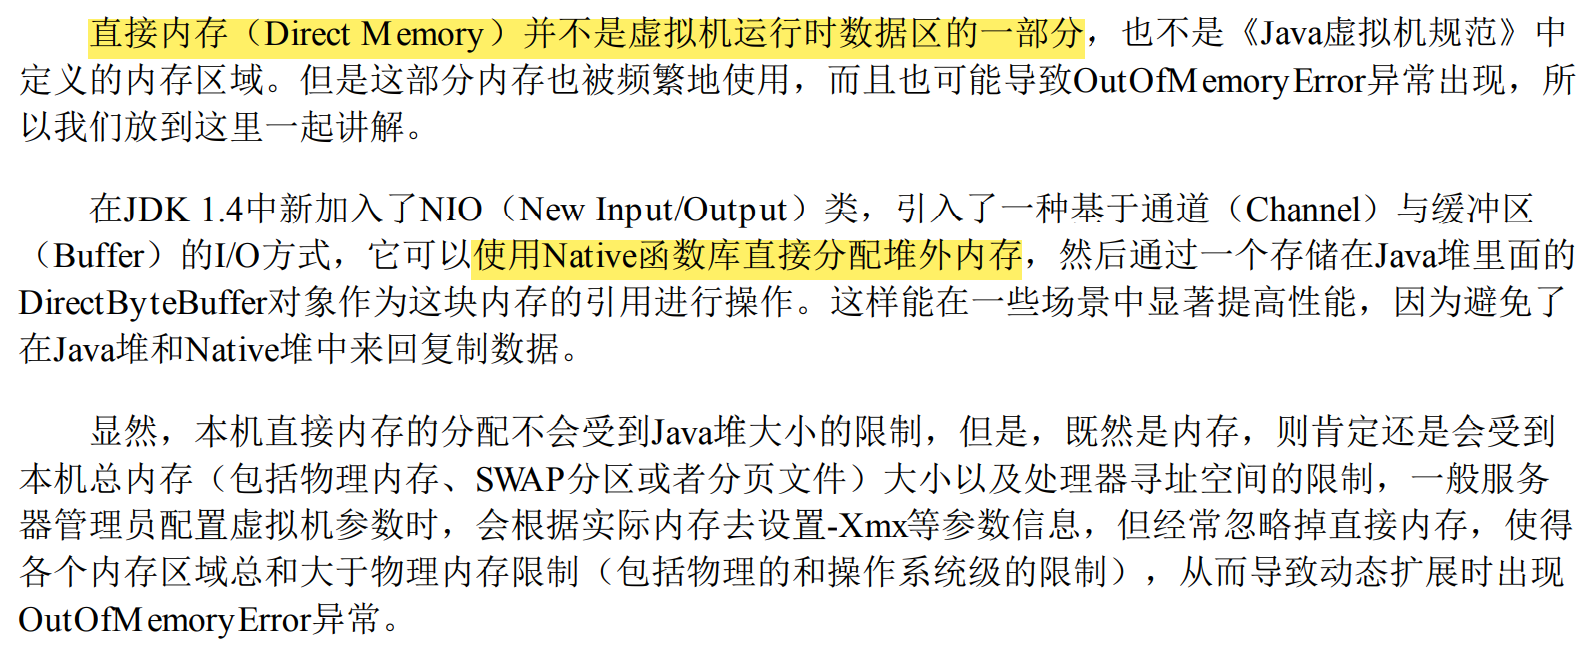 直接内存（Direct Memory）并不是虚拟机运行时数据区的一部分，也不是《Java虚拟机规范》中
定义的内存区域。但是这部分内存也被频繁地使用，而且也可能导致OutOfMemoryError异常出现，所
以我们放到这里一起讲解。
在JDK 1.4中新加入了NIO（New Input/Output）类，引入了一种基于通道（Channel）与缓冲区
（Buffer）的I/O方式，它可以使用Native函数库直接分配堆外内存，然后通过一个存储在Java堆里面的
DirectByteBuffer对象作为这块内存的引用进行操作。这样能在一些场景中显著提高性能，因为避免了
在Java堆和Native堆中来回复制数据。
显然，本机直接内存的分配不会受到Java堆大小的限制，但是，既然是内存，则肯定还是会受到
本机总内存（包括物理内存、SWAP分区或者分页文件）大小以及处理器寻址空间的限制，一般服务
器管理员配置虚拟机参数时，会根据实际内存去设置-Xmx等参数信息，但经常忽略掉直接内存，使得
各个内存区域总和大于物理内存限制（包括物理的和操作系统级的限制），从而导致动态扩展时出现
OutOfMemoryError异常。